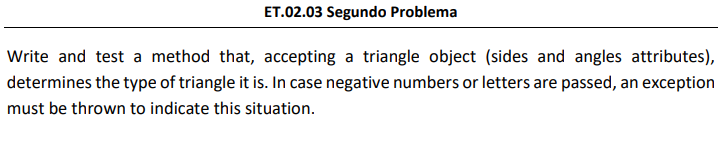 ET.02.03 Segundo Problema
Write and test a method that, accepting a triangle object (sides and angles attributes),
determines the type of triangle it is. In case negative numbers or letters are passed, an exception
must be thrown to indicate this situation.